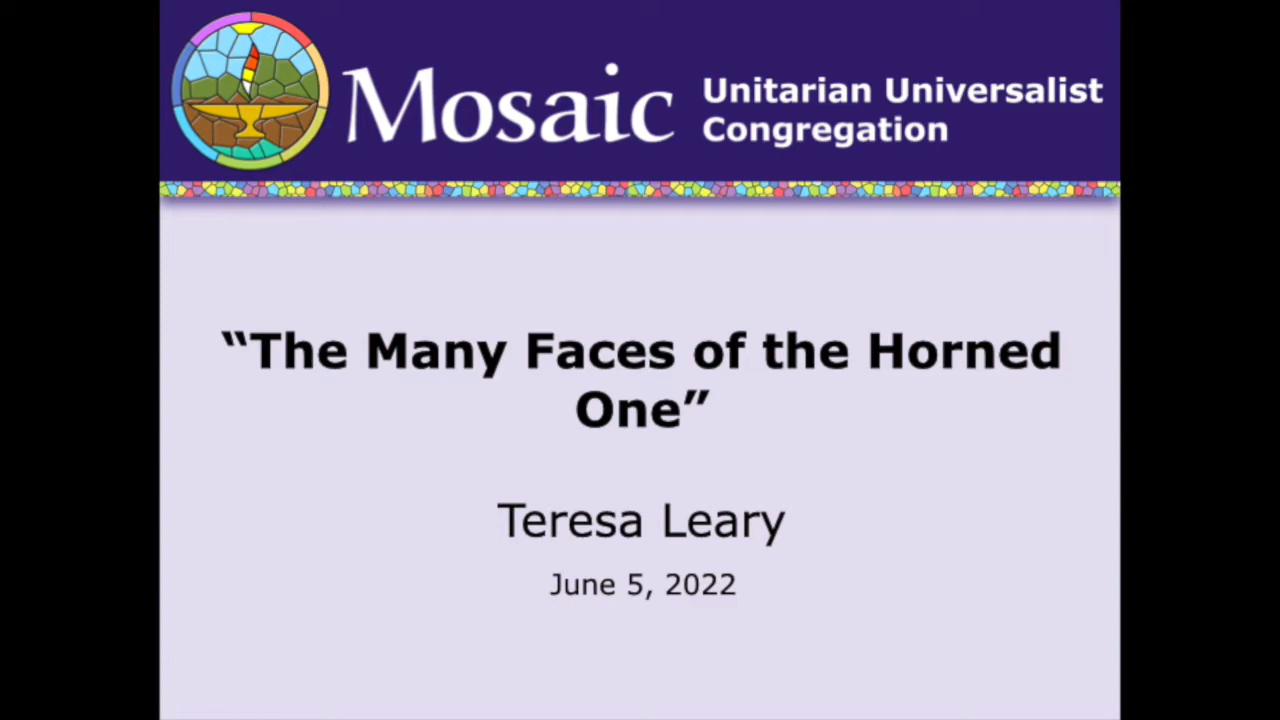 Mosaic
Unitarian Universalist
Congregation
“The Many Faces of the Horned
One”
Teresa Leary
June 5, 2022